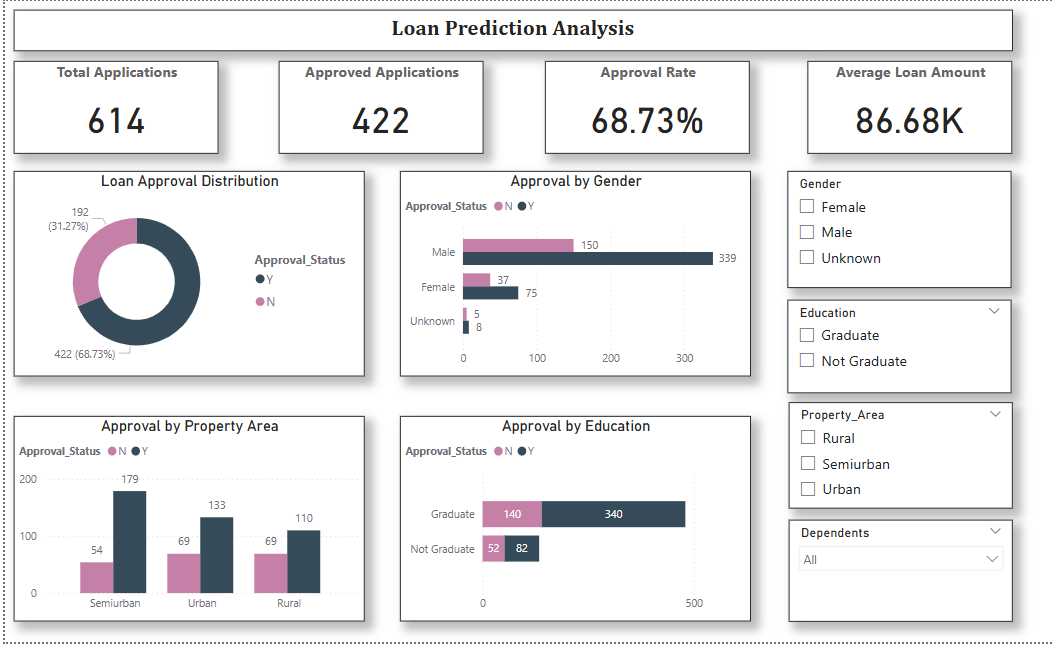 Loan Prediction Analysis
Total Applications
614
Approved Applications
422
Approval Rate
68.73%
Average Loan Amount
86.68K
Loan Approval Distribution
192
(31.27%)
422 (68.73%)
Approval_Status
Y
N
Approval by Gender
Approval_Status N Y
Male 150
339
Female 37
75
Unknown 5
8
0 100 200 300
Gender
Female
Male
Unknown
Education
Graduate
Not Graduate
Approval by Property Area
Approval_Status N Y
200
100
0
54 179
69 133
69 110
Semiurban Urban Rural
Approval by Education
Approval_Status N Y
Graduate 140 340
Not Graduate 52 82
0 500
Property_Area
Rural
Semiurban
Urban
Dependents
All